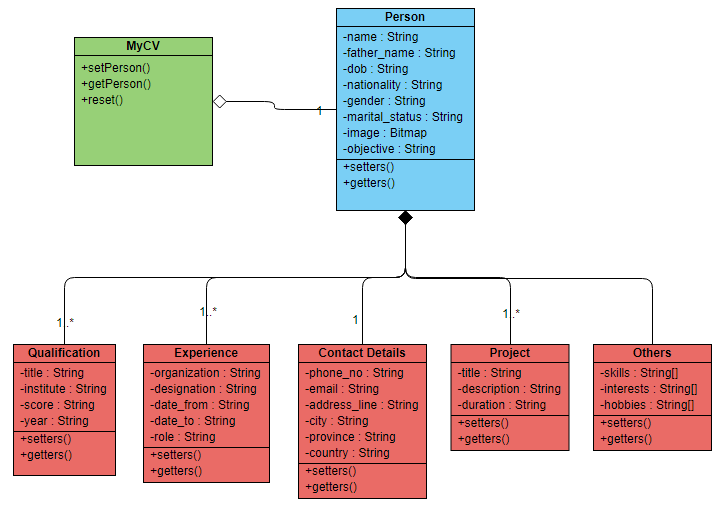 MyCV
+setPerson()
+getPerson()
+reset()
1
Person
-name : String
-father_name : String
-dob : String
-nationality : String
-gender : String
-marital_status : String
-image : Bitmap
-objective : String
+setters()
+getters()
1..*
1..*
1
1..*
Qualification
-title : String
-institute : String
-score : String
-year : String
+setters()
+getters()
Experience
-organization : String
-designation : String
-date_from : String
-date_to : String
-role : String
+setters()
+getters()
Contact Details
-phone_no : String
-email : String
-address_line : String
-city : String
-province : String
-country : String
+setters()
+getters()
Project
-title : String
-description : String
-duration : String
+setters()
+getters()
Others
-skills : String[]
-interests : String[]
-hobbies : String[]
+setters()
+getters()